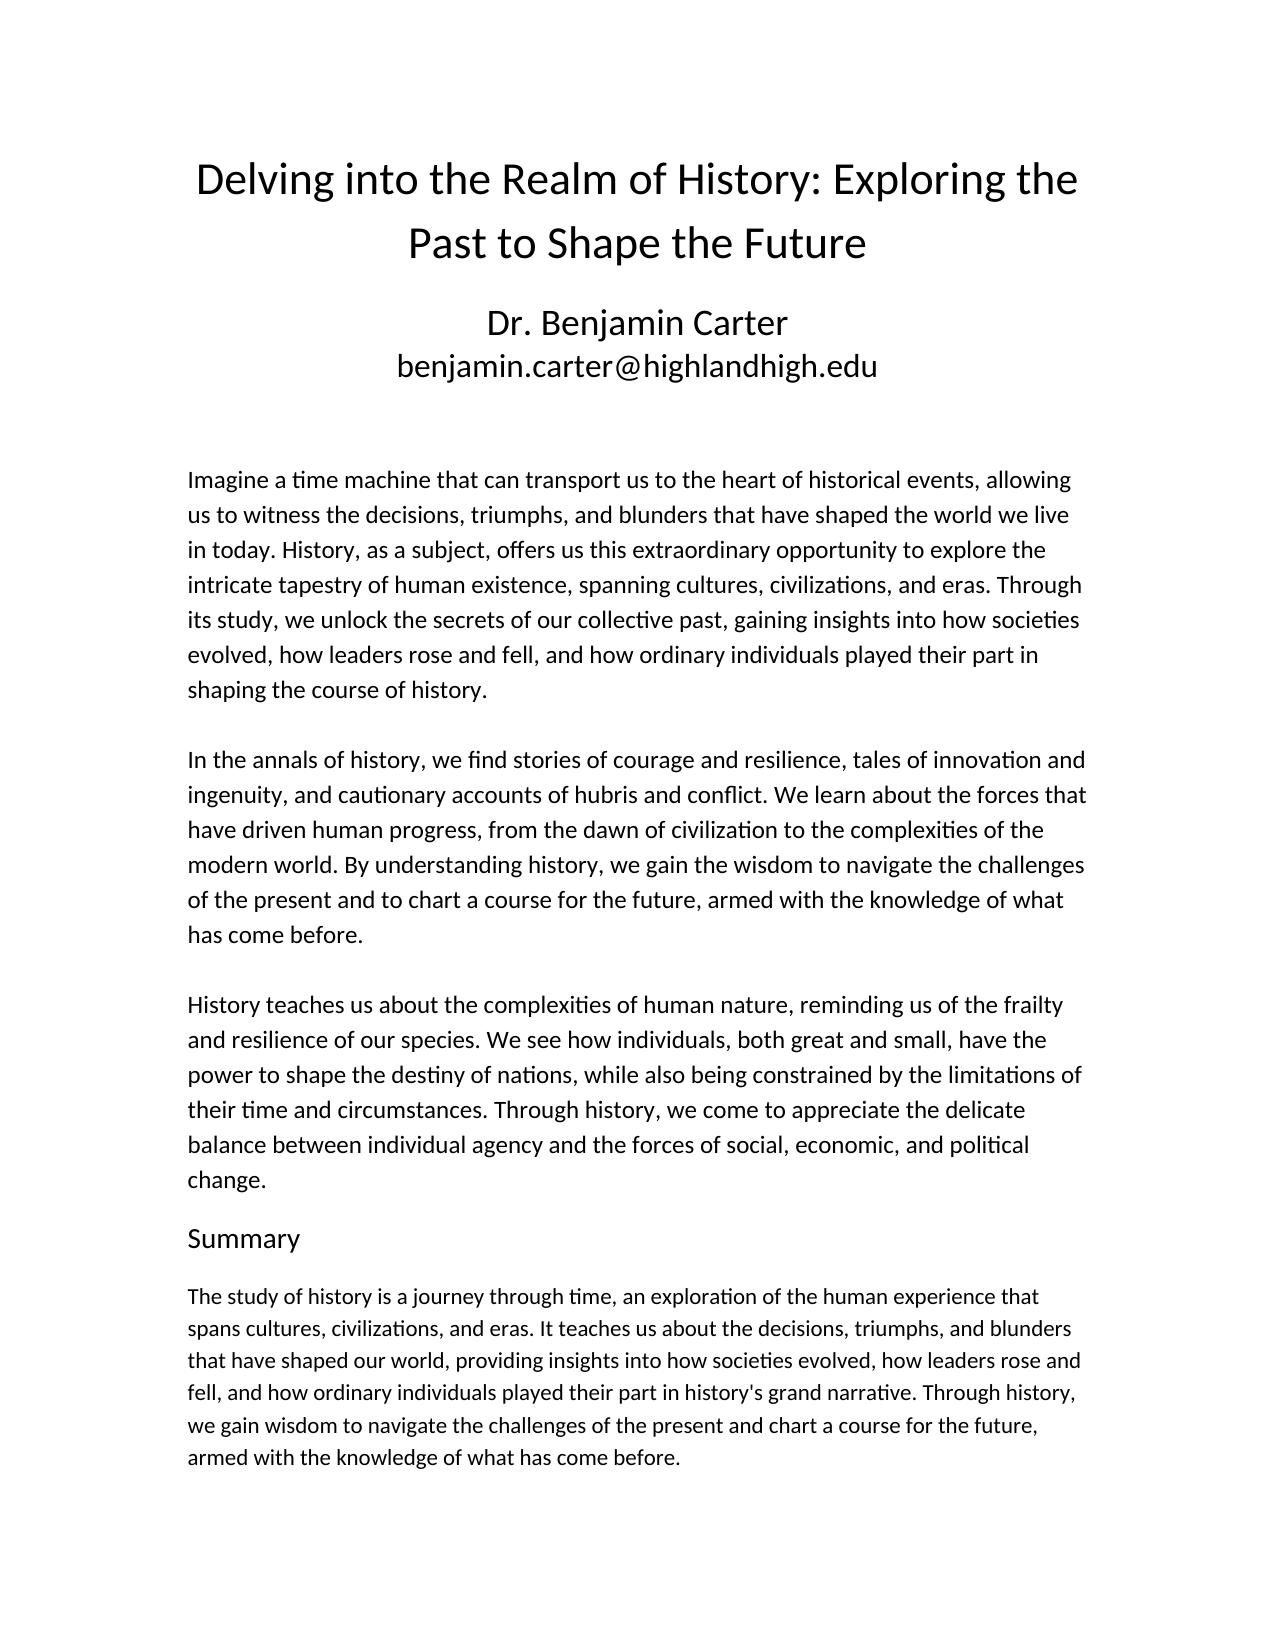 Delving into the Realm of History: Exploring the
Past to Shape the Future
Dr. Benjamin Carter
benjamin.carter@highlandhigh.edu
Imagine a time machine that can transport us to the heart of historical events, allowing
us to witness the decisions, triumphs, and blunders that have shaped the world we live
in today. History, as a subject, offers us this extraordinary opportunity to explore the
intricate tapestry of human existence, spanning cultures, civilizations, and eras. Through
its study, we unlock the secrets of our collective past, gaining insights into how societies
evolved, how leaders rose and fell, and how ordinary individuals played their part in
shaping the course of history.
In the annals of history, we find stories of courage and resilience, tales of innovation and
ingenuity, and cautionary accounts of hubris and conflict. We learn about the forces that
have driven human progress, from the dawn of civilization to the complexities of the
modern world. By understanding history, we gain the wisdom to navigate the challenges
of the present and to chart a course for the future, armed with the knowledge of what
has come before.
History teaches us about the complexities of human nature, reminding us of the frailty
and resilience of our species. We see how individuals, both great and small, have the
power to shape the destiny of nations, while also being constrained by the limitations of
their time and circumstances. Through history, we come to appreciate the delicate
balance between individual agency and the forces of social, economic, and political
change.
Summary
The study of history is a journey through time, an exploration of the human experience that
spans cultures, civilizations, and eras. It teaches us about the decisions, triumphs, and blunders
that have shaped our world, providing insights into how societies evolved, how leaders rose and
fell, and how ordinary individuals played their part in history's grand narrative. Through history,
we gain wisdom to navigate the challenges of the present and chart a course for the future,
armed with the knowledge of what has come before.